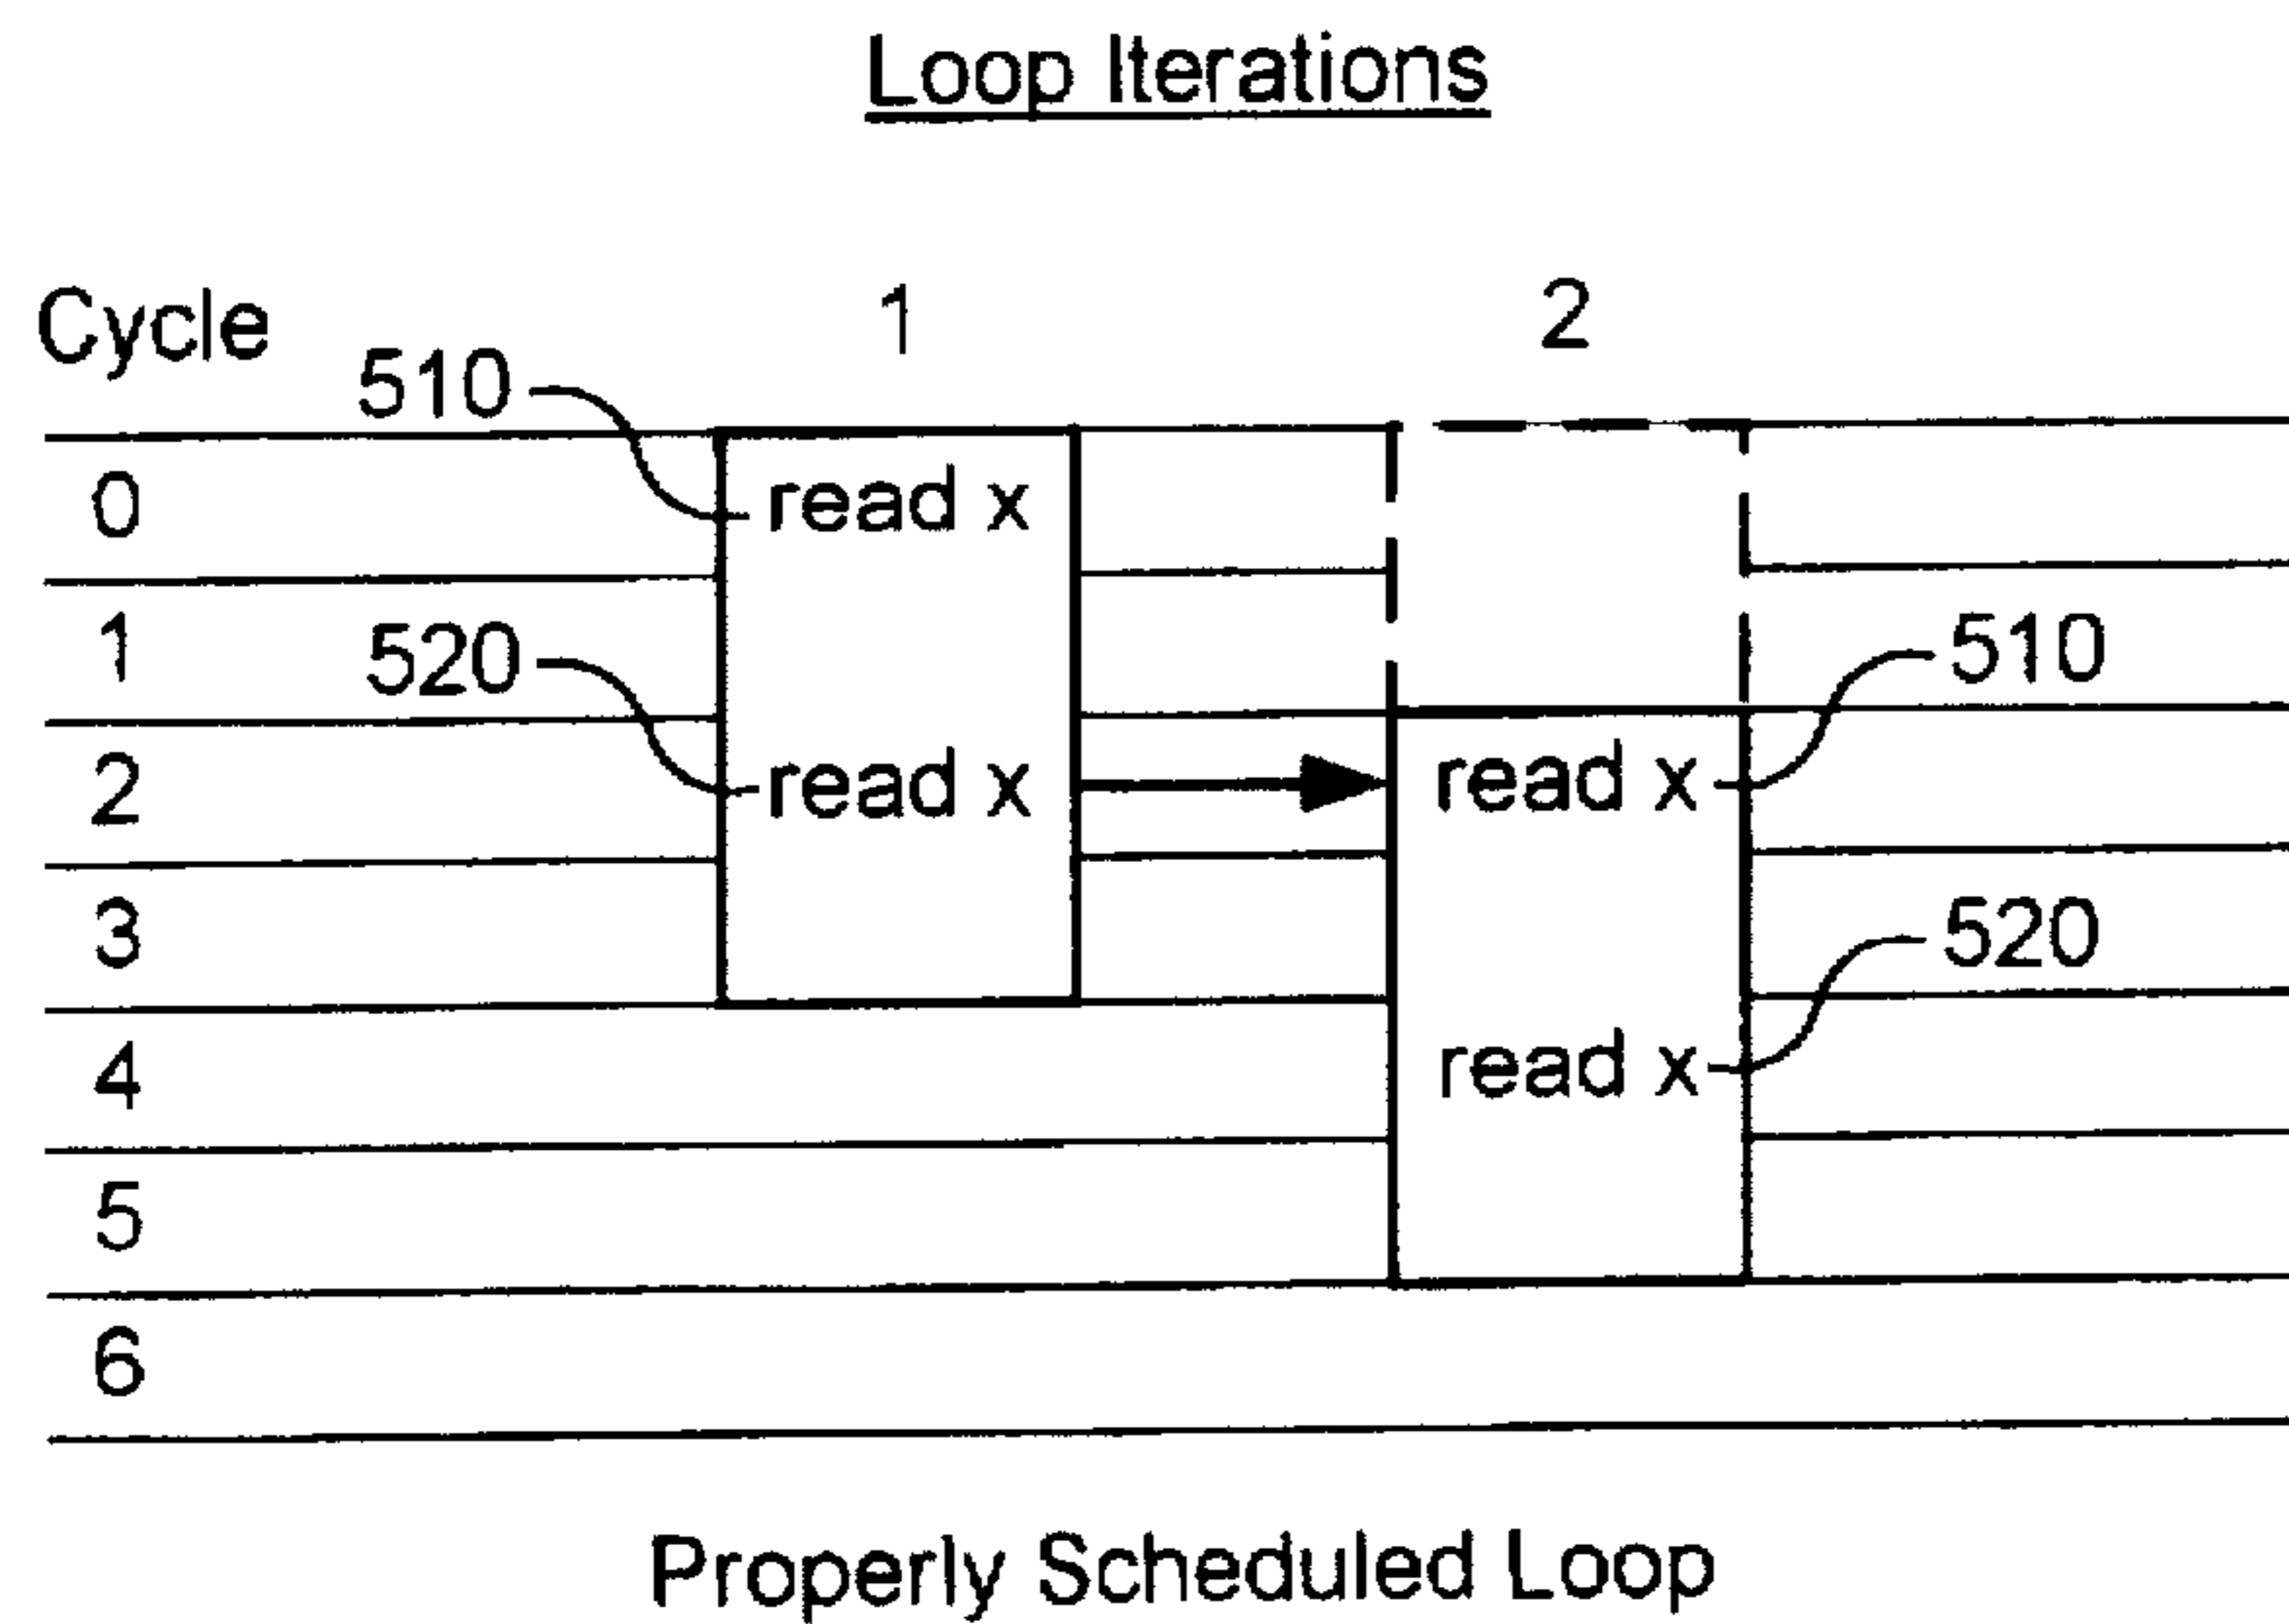 Loop Iterations
Cycle 1 2
510
0 read x
1 520 510
2 read x read x
3 520
4 read x
5
6
Properly Scheduled Loop